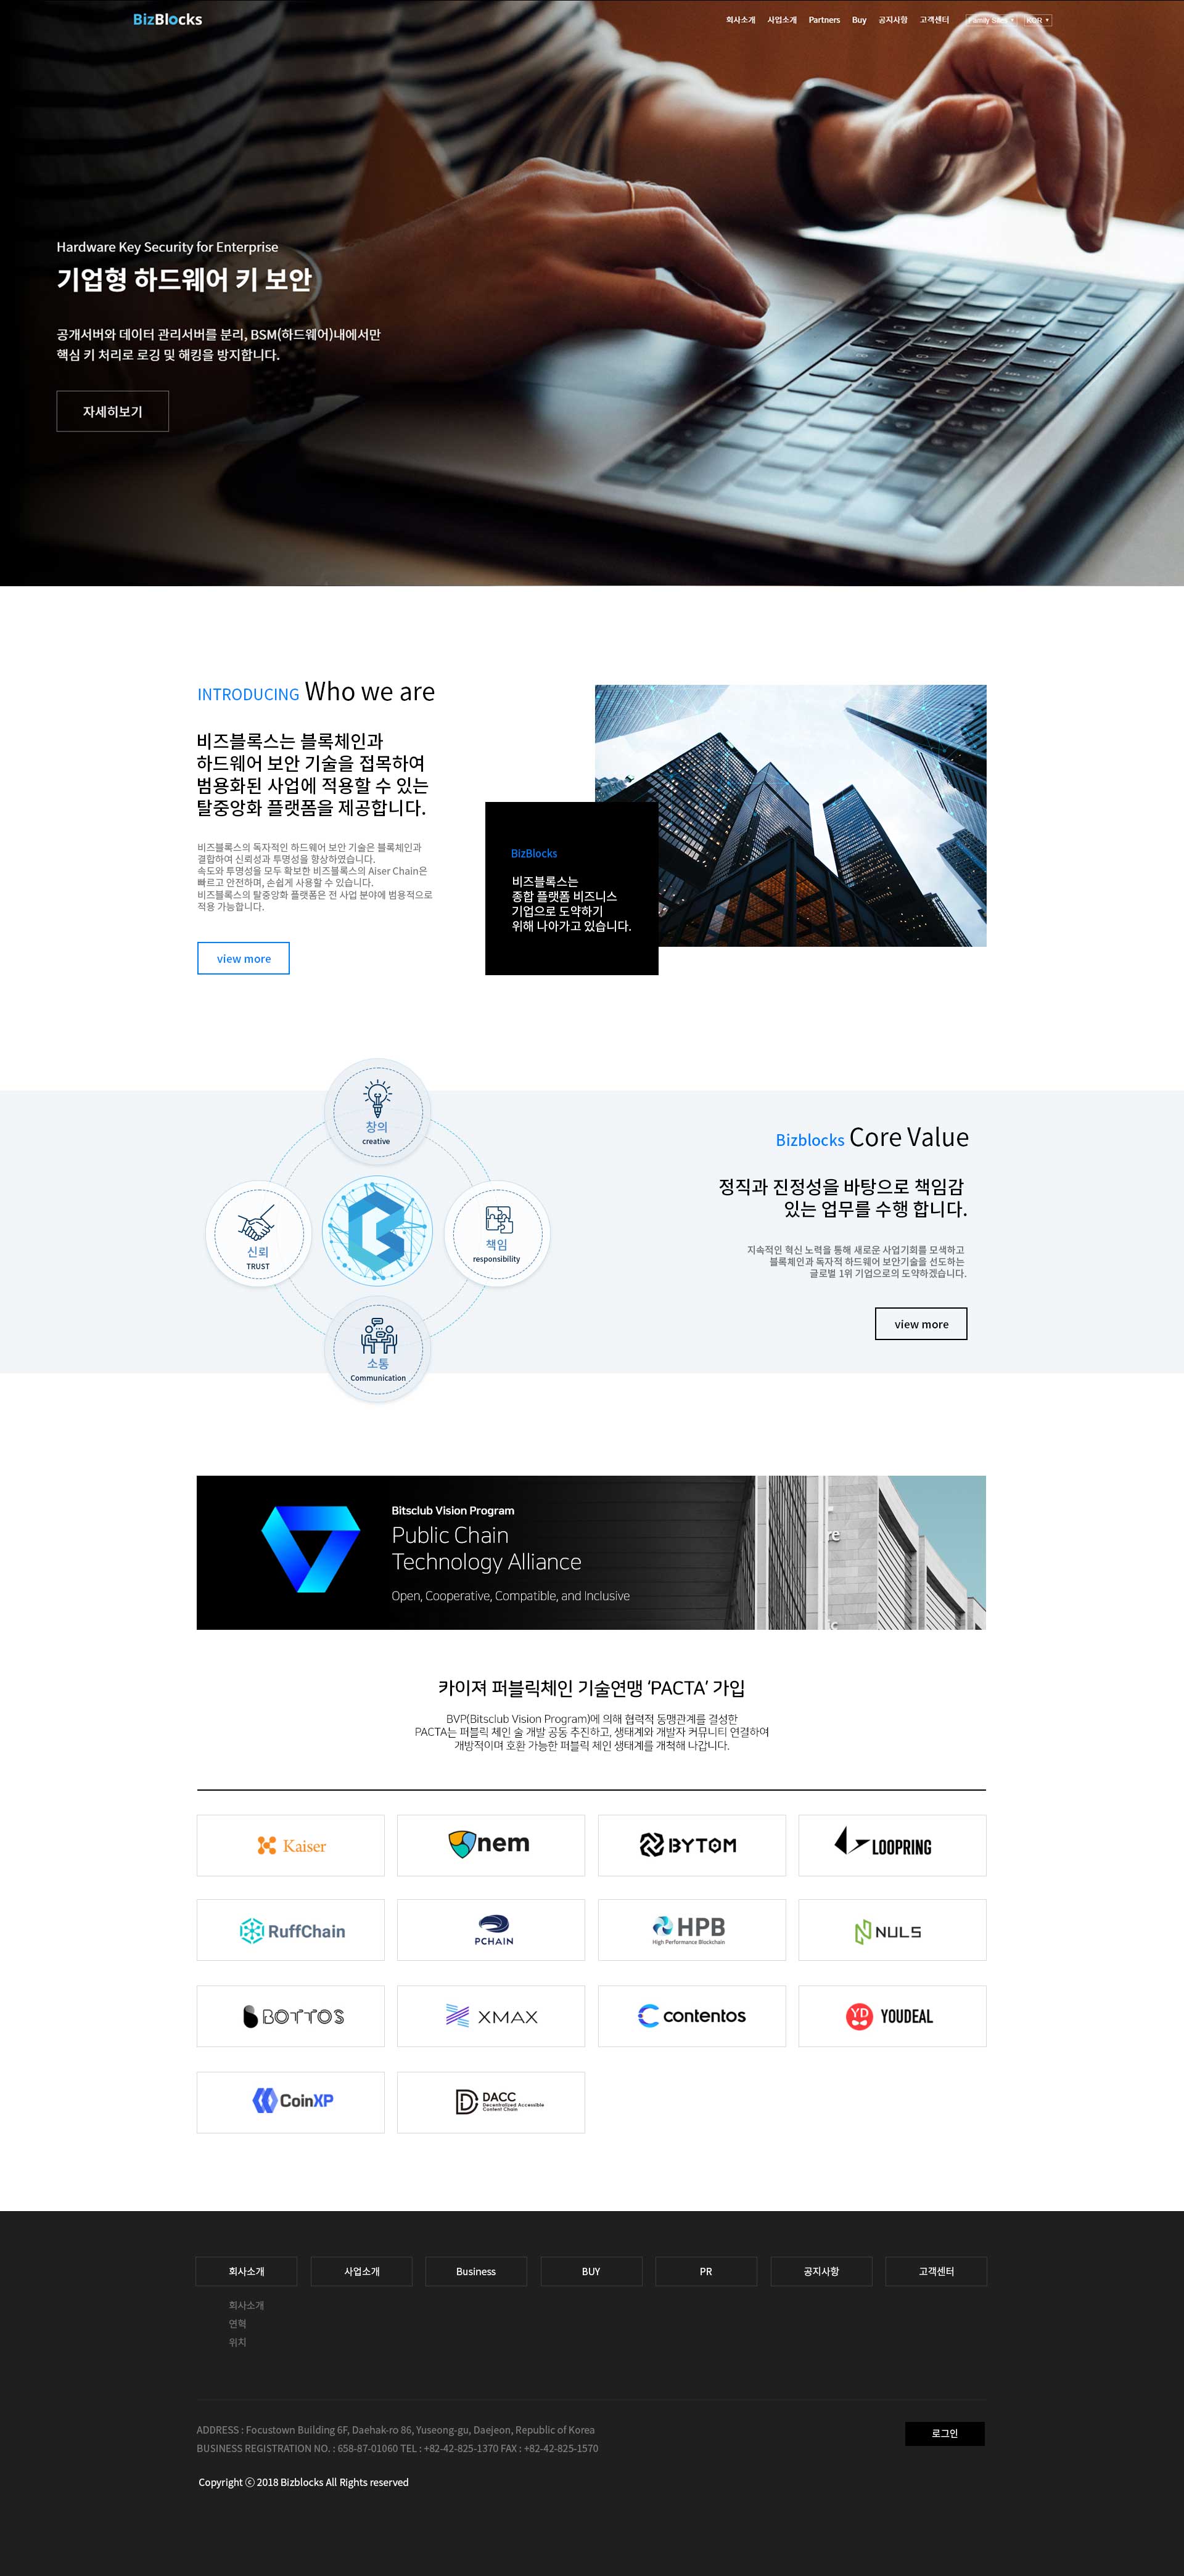 BizBlocks
회사소개 사업소개 Partners Buy 공지사항 고객센터 Family Sites KOR
Hardware Key Security for Enterprise
기업형 하드웨어 키 보안
공개서버와 데이터 관리서버를 분리, BSM(하드웨어)내에서만
핵심 키 처리로 로깅 및 해킹을 방지합니다.
자세히보기
INTRODUCING Who we are
비즈블록스는 블록체인과
하드웨어 보안 기술을 접목하여
범용화된 사업에 적용할 수 있는
탈중앙화 플랫폼을 제공합니다.
비즈블록스의 독자적인 하드웨어 보안 기술은 블록체인과
결합하여 신뢰성과 투명성을 향상하였습니다.
속도와 투명성을 모두 확보한 비즈블록스의 Aiser Chain은
빠르고 안전하며, 손쉽게 사용할 수 있습니다.
비즈블록스의 탈중앙화 플랫폼은 전 사업 분야에 범용적으로
적용 가능합니다.
view more
BizBlocks
비즈블록스는
종합 플랫폼 비즈니스
기업으로 도약하기
위해 나아가고 있습니다.
창의
creative
신뢰
TRUST
책임
responsibility
소통
Communication
Bizblocks Core Value
정직과 진정성을 바탕으로 책임감
있는 업무를 수행 합니다.
지속적인 혁신 노력을 통해 새로운 사업기회를 모색하고
블록체인과 독자적 하드웨어 보안기술을 선도하는
글로벌 1위 기업으로의 도약하겠습니다.
view more
Bitsclub Vision Program
Public Chain
Technology Alliance
Open, Cooperative, Compatible, and Inclusive
카이져 퍼블릭체인 기술연맹 'PACTA' 가입
BVP(Bitsclub Vision Program)에 의해 협력적 동맹관계를 결성한
PACTA는 퍼블릭 체인 술 개발 공동 추진하고, 생태계와 개발자 커뮤니티 연결하여
개방적이며 호환 가능한 퍼블릭 체인 생태계를 개척해 나갑니다.
Kaiser
nem
BYTOM
LOOPRING
RuffChain
PCHAIN
HPB
High Performance Blockchain
NULS
BOTTOS
XMAX
contentos
YD YOUDEAL
CoinXP
DACC
Decentralized Accessible
Content Chain
회사소개 사업소개 Business BUY PR 공지사항 고객센터
회사소개
연혁
위치
ADDRESS : Focustown Building 6F, Daehak-ro 86, Yuseong-gu, Daejeon, Republic of Korea
로그인
BUSINESS REGISTRATION NO. : 658-87-01060 TEL : +82-42-825-1370 FAX : +82-42-825-1570
Copyright ⓒ 2018 Bizblocks All Rights reserved